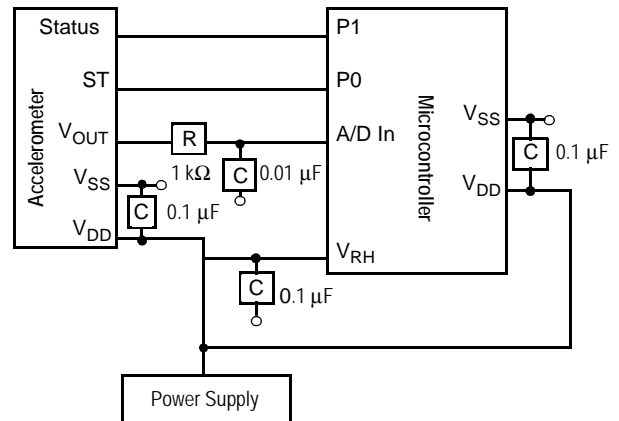 Status
P1
ST
P0
VOUT
R
A/D In
1 kΩ
C
0.01 µF
VSS
C
0.1 µF
VDD
Accelerometer
Microcontroller
VSS
C
0.1 µF
VDD
VRH
C
0.1 µF
Power Supply